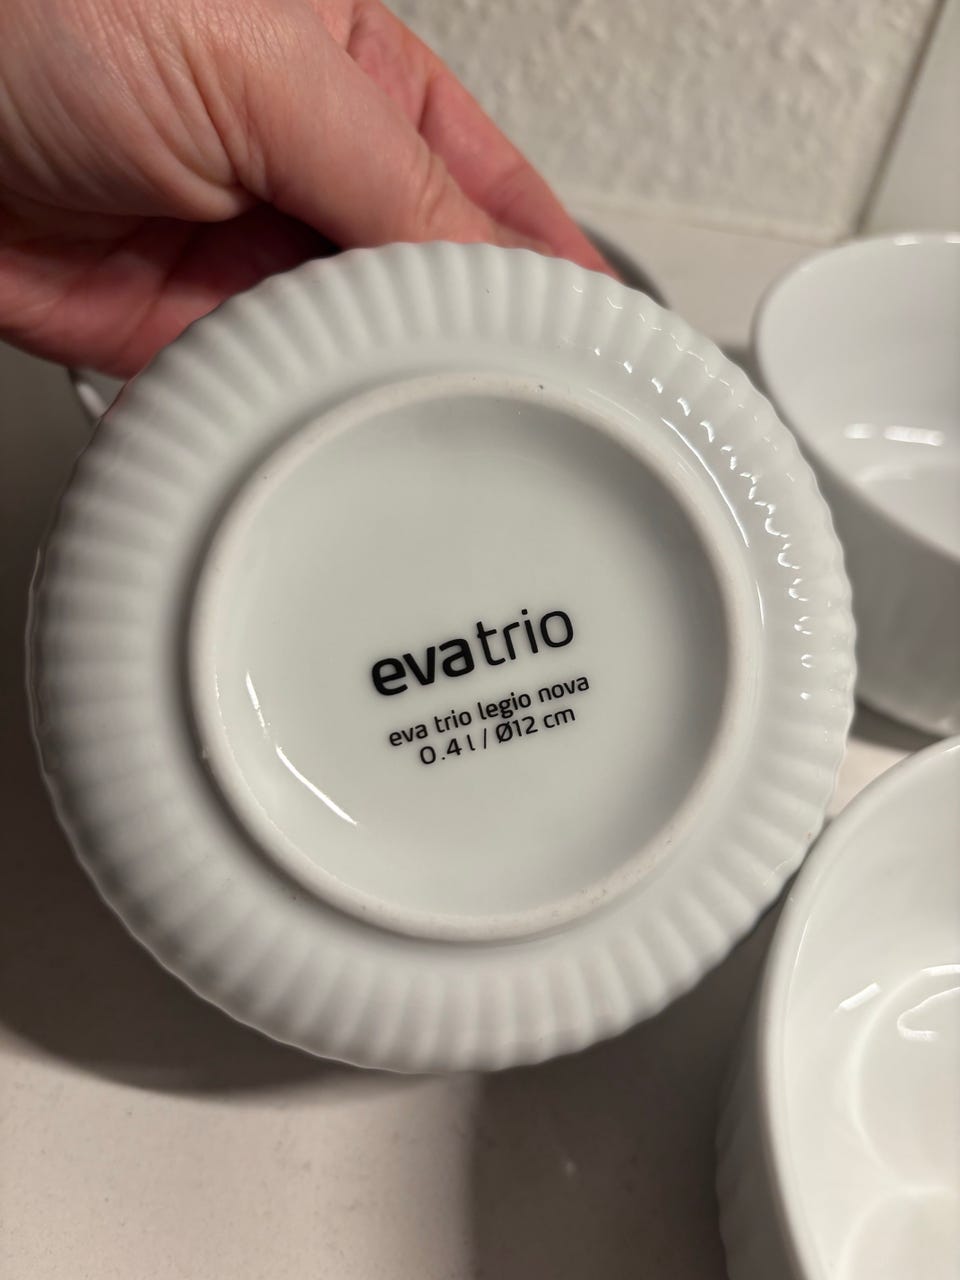 evatrio
eva trio legio nova
0.4 l / Ø12 cm